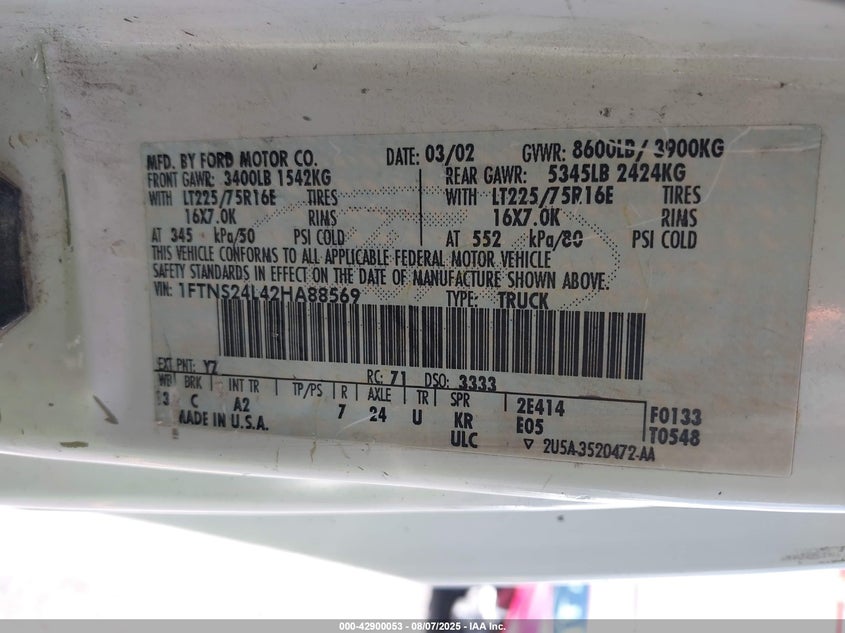 MFD. BY FORD MOTOR CO. DATE: 03/02 GVWR: 8600LB/ 3900KG
FRONT GAWR: 3400LB 1542KG REAR GAWR: 5345LB 2424KG
WITH LT225/75R16E TIRES WITH LT225/75R16E TIRES
16X7.0K RIMS 16X7.0K RIMS
AT 345 kPa/50 PSI COLD AT 552 kPa/80 PSI COLD
THIS VEHICLE CONFORMS TO ALL APPLICABLE FEDERAL MOTOR VEHICLE
SAFETY STANDARDS IN EFFECT ON THE DATE OF MANUFACTURE SHOWN ABOVE.
VIN: 1FTNS24L42HA88569 TYPE: TRUCK
EXT PNT: YZ RC: 71 DSO: 3333
WB BRK INT TR TP/PS R AXLE TR SPR 2E414 F0133
13 C A2 7 24 U KR E05 T0548
MADE IN U.S.A. ULC ▽ 2U5A-3520472-AA
000-42900053 - 08/07/2025 - IAA Inc.